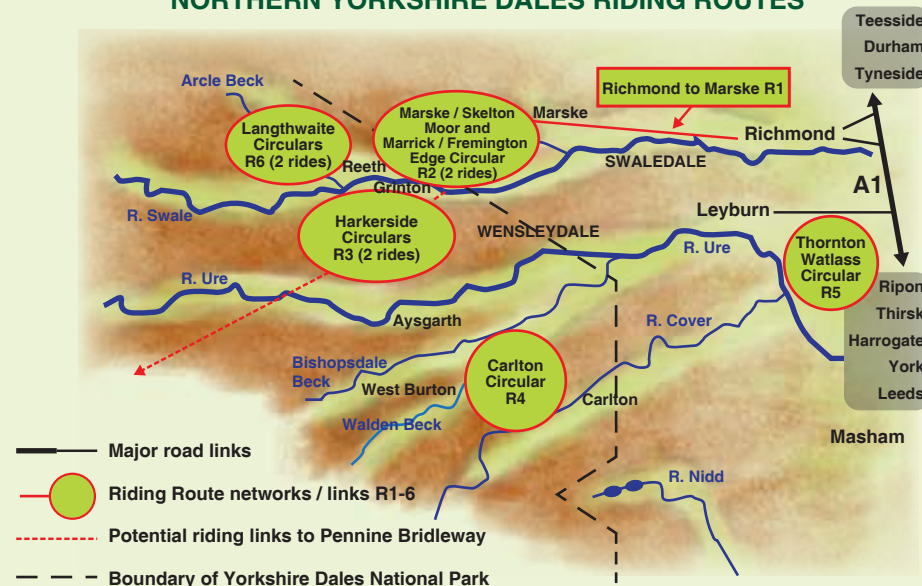 NORTHERN YORKSHIRE DALES RIDING ROUTES
Teesside
Durham
Tyneside
Arcle Beck
Richmond to Marske R1
Langthwaite
Circulars
R6 (2 rides)
Marske / Skelton
Moor and
Marrick / Fremington
Edge Circular
R2 (2 rides)
Marske
Richmond
SWALEDALE
Reeth
Grinton
A1
R. Swale
Harkerside
Circulars
R3 (2 rides)
Leyburn
WENSLEYDALE
R. Ure
Thornton
Watlass
Circular
R5
R. Ure
Ripon
Thirsk
Harrogate
York
Leeds
Aysgarth
R. Cover
Bishopsdale
Beck
West Burton
Carlton
Circular
R4
Carlton
Walden Beck
Masham
Major road links
R. Nidd
Riding Route networks / links R1-6
Potential riding links to Pennine Bridleway
Boundary of Yorkshire Dales National Park